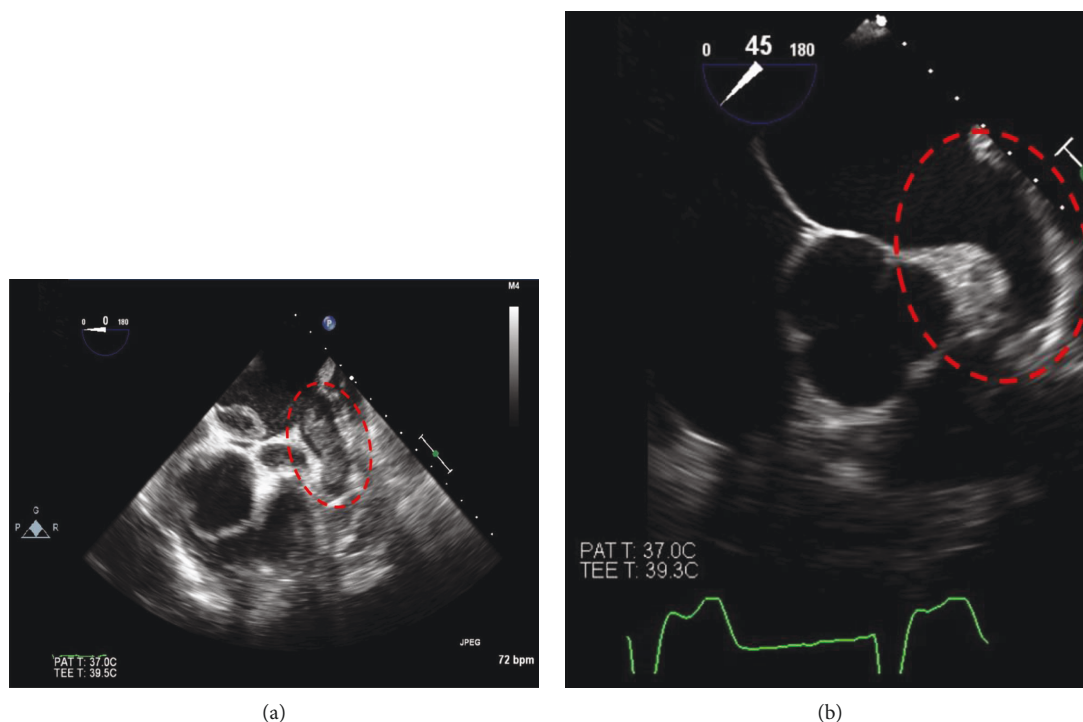 M4
0 0 180
P
G
P R
JPEG
PAT T: 37.0C
TEE T: 39.5C
72 bpm
(a)
0 45 180
PAT T: 37.0C
TEE T: 39.3C
(b)